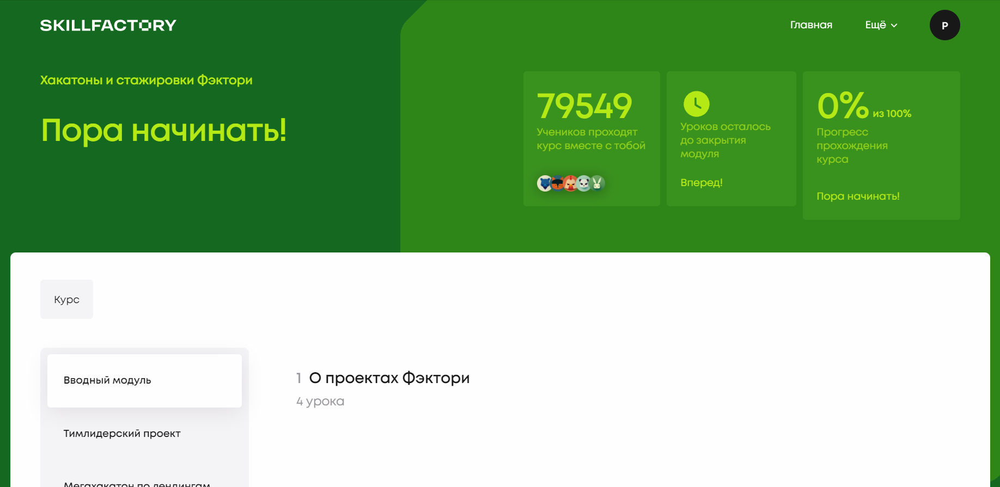 SKILLFACTORY
Главная
Ещё
P
Хакатоны и стажировки Фэктори
Пора начинать!
79549
Учеников проходят
курс вместе с тобой
Уроков осталось
до закрытия
модуля
Вперед!
0% из 100%
Прогресс
прохождения
курса
Пора начинать!
Курс
Вводный модуль
Тимлидерский проект
Мегахакатон по лендингам
1 О проектах Фэктори
4 урока